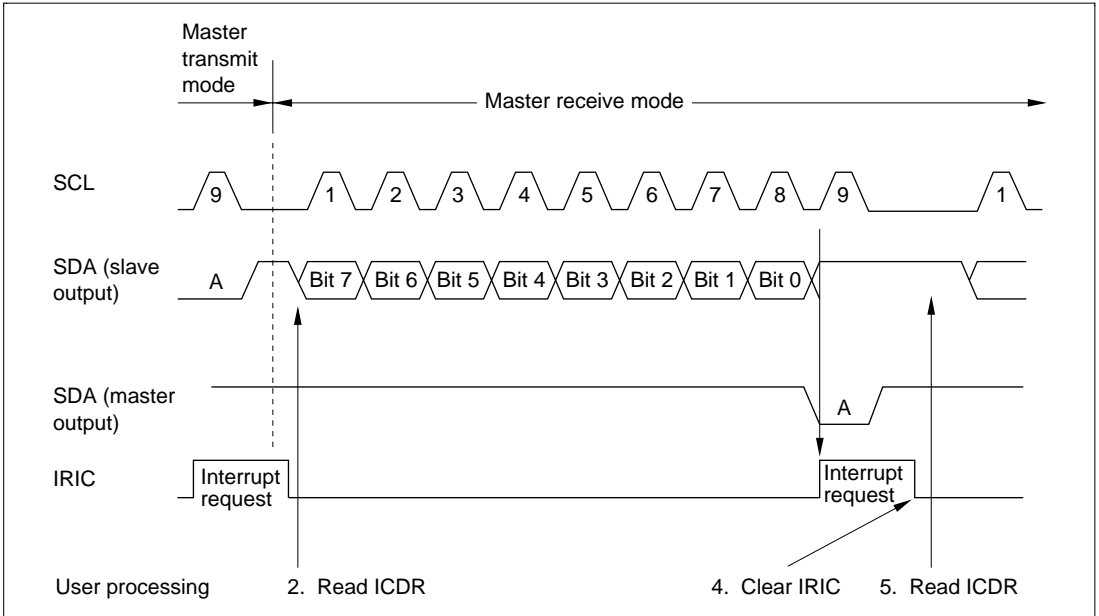 Master
transmit
mode
Master receive mode
SCL
9 1 2 3 4 5 6 7 8 9 1
SDA (slave
output)
A Bit 7 Bit 6 Bit 5 Bit 4 Bit 3 Bit 2 Bit 1 Bit 0
SDA (master
output)
A
IRIC
Interrupt
request
Interrupt
request
User processing 2. Read ICDR 4. Clear IRIC 5. Read ICDR